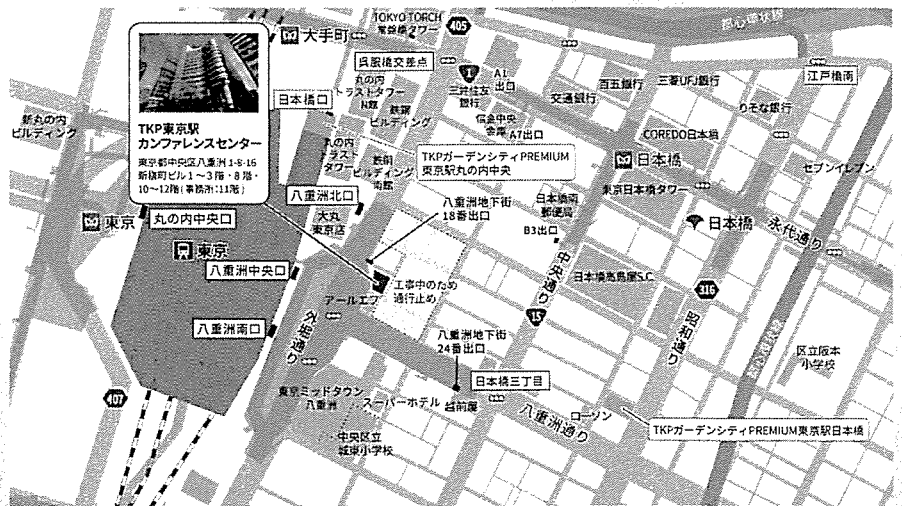 TOKYO TORCH
常盤橋タワー
405
都心環状線
大手町
呉服橋交差点
1
A1
出口
三井住友
銀行
百五銀行
三菱UFJ銀行
江戸橋南
丸の内
トラストタワー
N館
交通銀行
りそな銀行
日本橋口
鉄鋼
ビルディング
信金中央
金庫
A7出口
COREDO日本橋
新丸の内
ビルディング
TKP東京駅
カンファレンスセンター
東京都中央区八重洲 1-8-16
新槇町ビル 1〜3階・8階・
10〜12階(事務所:11階)
丸の内
トラスト
タワー
鉄鋼
ビルディング
南館
TKPガーデンシティPREMIUM
東京駅丸の内中央
日本橋
セブンイレブン
東京日本橋タワー
八重洲北口
八重洲地下街
18番出口
日本橋南
郵便局
大丸
東京店
B3出口
東京
丸の内中央口
日本橋
永代通り
東京
八重洲中央口
中央通り
日本橋髙島屋S.C.
工事中のため
通行止め
アールエフ
316
15
昭和通り
外堀通り
八重洲南口
八重洲地下街
24番出口
都心環状線
区立阪本
小学校
日本橋三丁目
407
東京ミッドタウン
八重洲
スーパーホテル
越前屋
八重洲通り
ローソン
TKPガーデンシティPREMIUM東京駅日本橋
中央区立
城東小学校